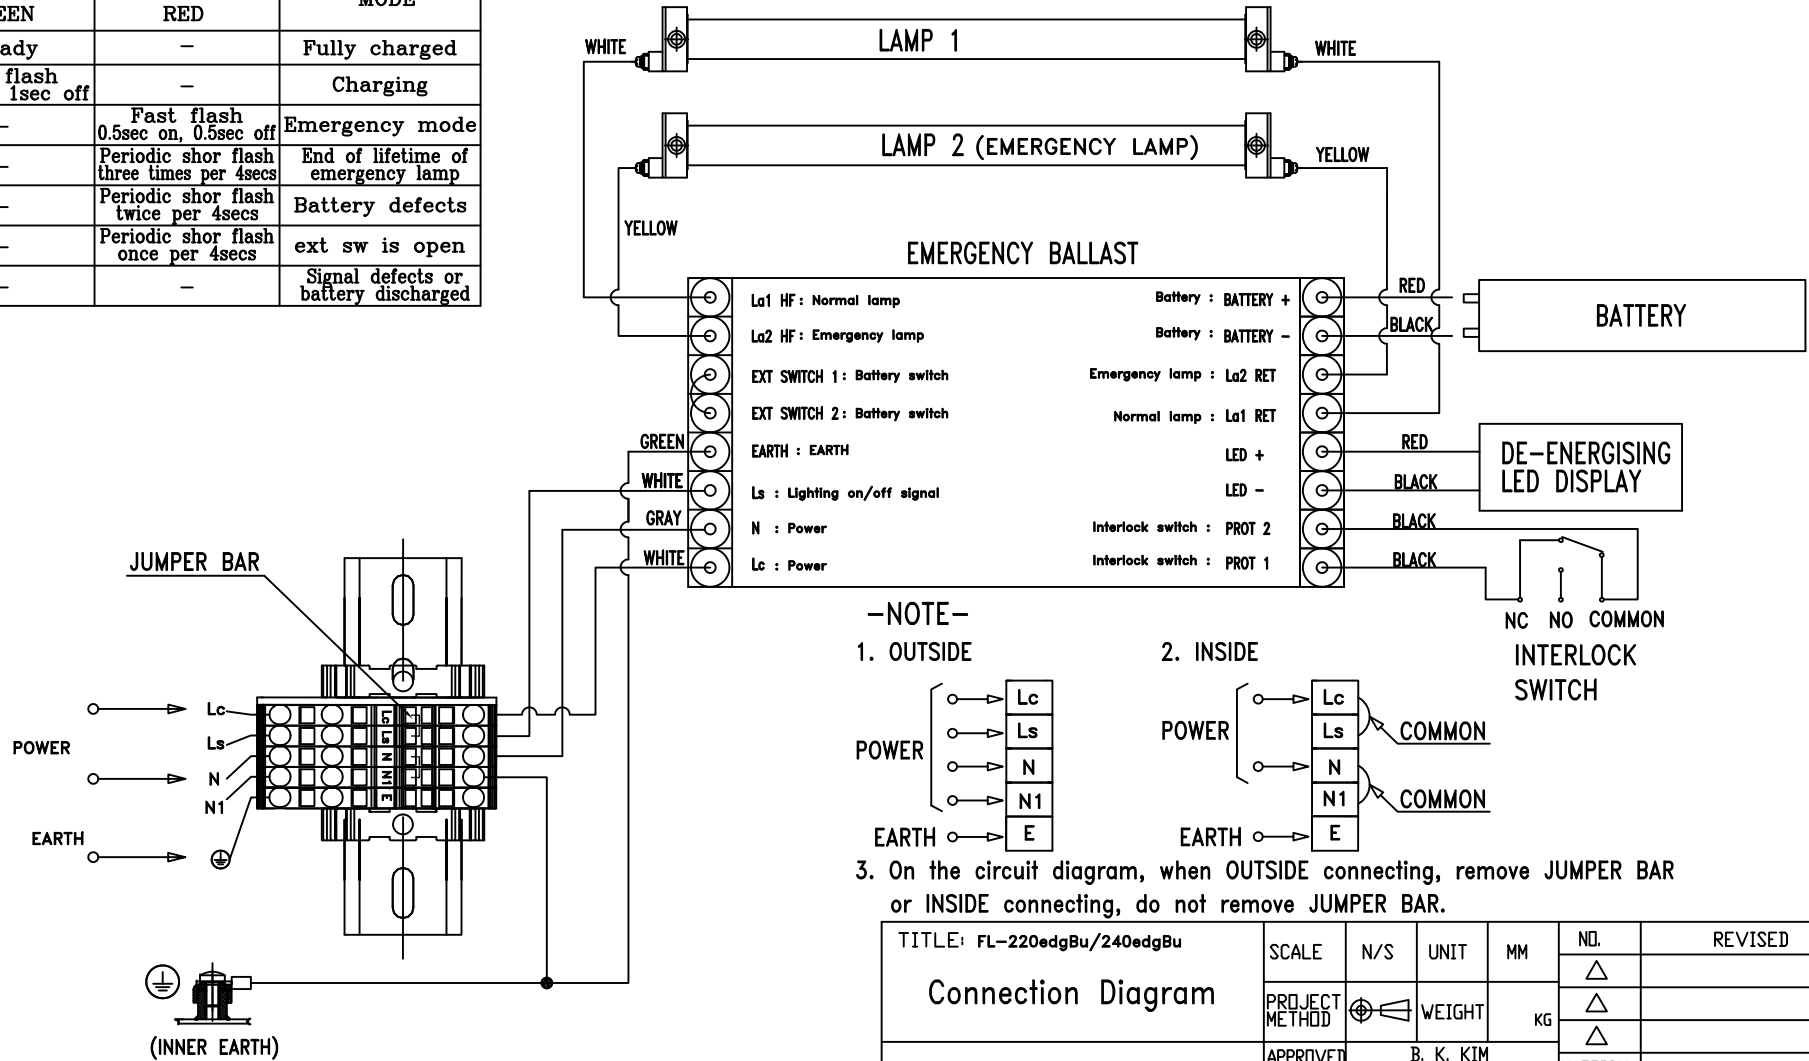 RED
MODE
– Fully charged
flash
1sec off
– Charging
Fast flash
0.5sec on, 0.5sec off
Emergency mode
Periodic shor flash
three times per 4secs
End of lifetime of
emergency lamp
Periodic shor flash
twice per 4secs
Battery defects
Periodic shor flash
once per 4secs
ext sw is open
–
Signal defects or
battery discharged
WHITE
LAMP 1
WHITE
LAMP 2 (EMERGENCY LAMP)
YELLOW
YELLOW
EMERGENCY BALLAST
La1 HF : Normal lamp
La2 HF : Emergency lamp
EXT SWITCH 1 : Battery switch
EXT SWITCH 2 : Battery switch
EARTH : EARTH
Ls : Lighting on/off signal
N : Power
Lc : Power
Battery : BATTERY +
Battery : BATTERY –
Emergency lamp : La2 RET
Normal lamp : La1 RET
LED +
LED –
Interlock switch : PROT 2
Interlock switch : PROT 1
GREEN
WHITE
GRAY
WHITE
RED
BLACK
BATTERY
RED
BLACK
DE-ENERGISING
LED DISPLAY
BLACK
BLACK
NC NO COMMON
INTERLOCK
SWITCH
JUMPER BAR
POWER
Lc
Ls
N
N1
EARTH
Lc
Ls
N
N1
E
(INNER EARTH)
-NOTE-
1. OUTSIDE
POWER
Lc
Ls
N
N1
EARTH E
2. INSIDE
POWER
Lc
Ls
COMMON
N
N1
COMMON
EARTH E
3. On the circuit diagram, when OUTSIDE connecting, remove JUMPER BAR
or INSIDE connecting, do not remove JUMPER BAR.
TITLE: FL-220edgBu/240edgBu
Connection Diagram
SCALE N/S UNIT MM
PROJECT
METHOD
WEIGHT KG
APPROVED B. K. KIM
NO. REVISED